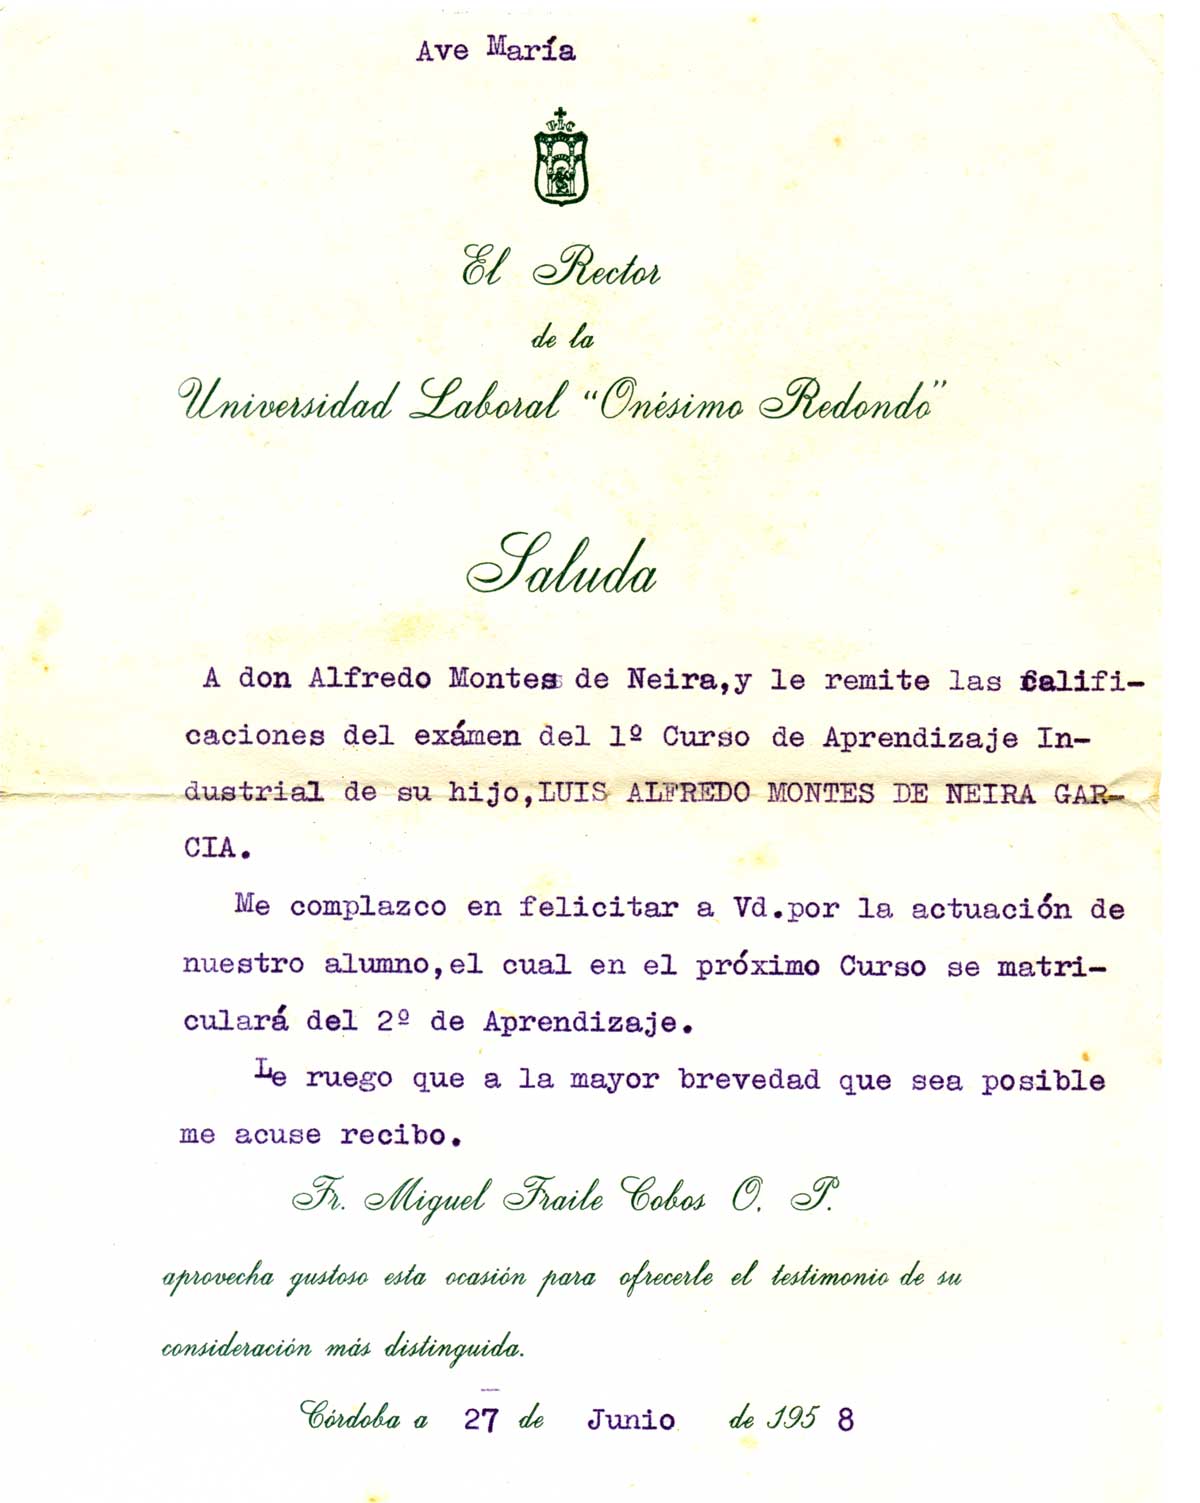 Ave María
ULC
El Rector
de la
Universidad Laboral “Onésimo Redondo”
Saluda
A don Alfredo Montes de Neira,y le remite las califi-
caciones del exámen del 1º Curso de Aprendizaje In-
dustrial de su hijo,LUIS ALFREDO MONTES DE NEIRA GAR-
CIA.
Me complazco en felicitar a Vd.por la actuación de
nuestro alumno,el cual en el próximo Curso se matri-
culará del 2º de Aprendizaje.
Le ruego que a la mayor brevedad que sea posible
me acuse recibo.
Fr. Miguel Fraile Cobos O. P.
aprovecha gustoso esta ocasión para ofrecerle el testimonio de su
consideración más distinguida.
Córdoba a 27 de Junio de 1958